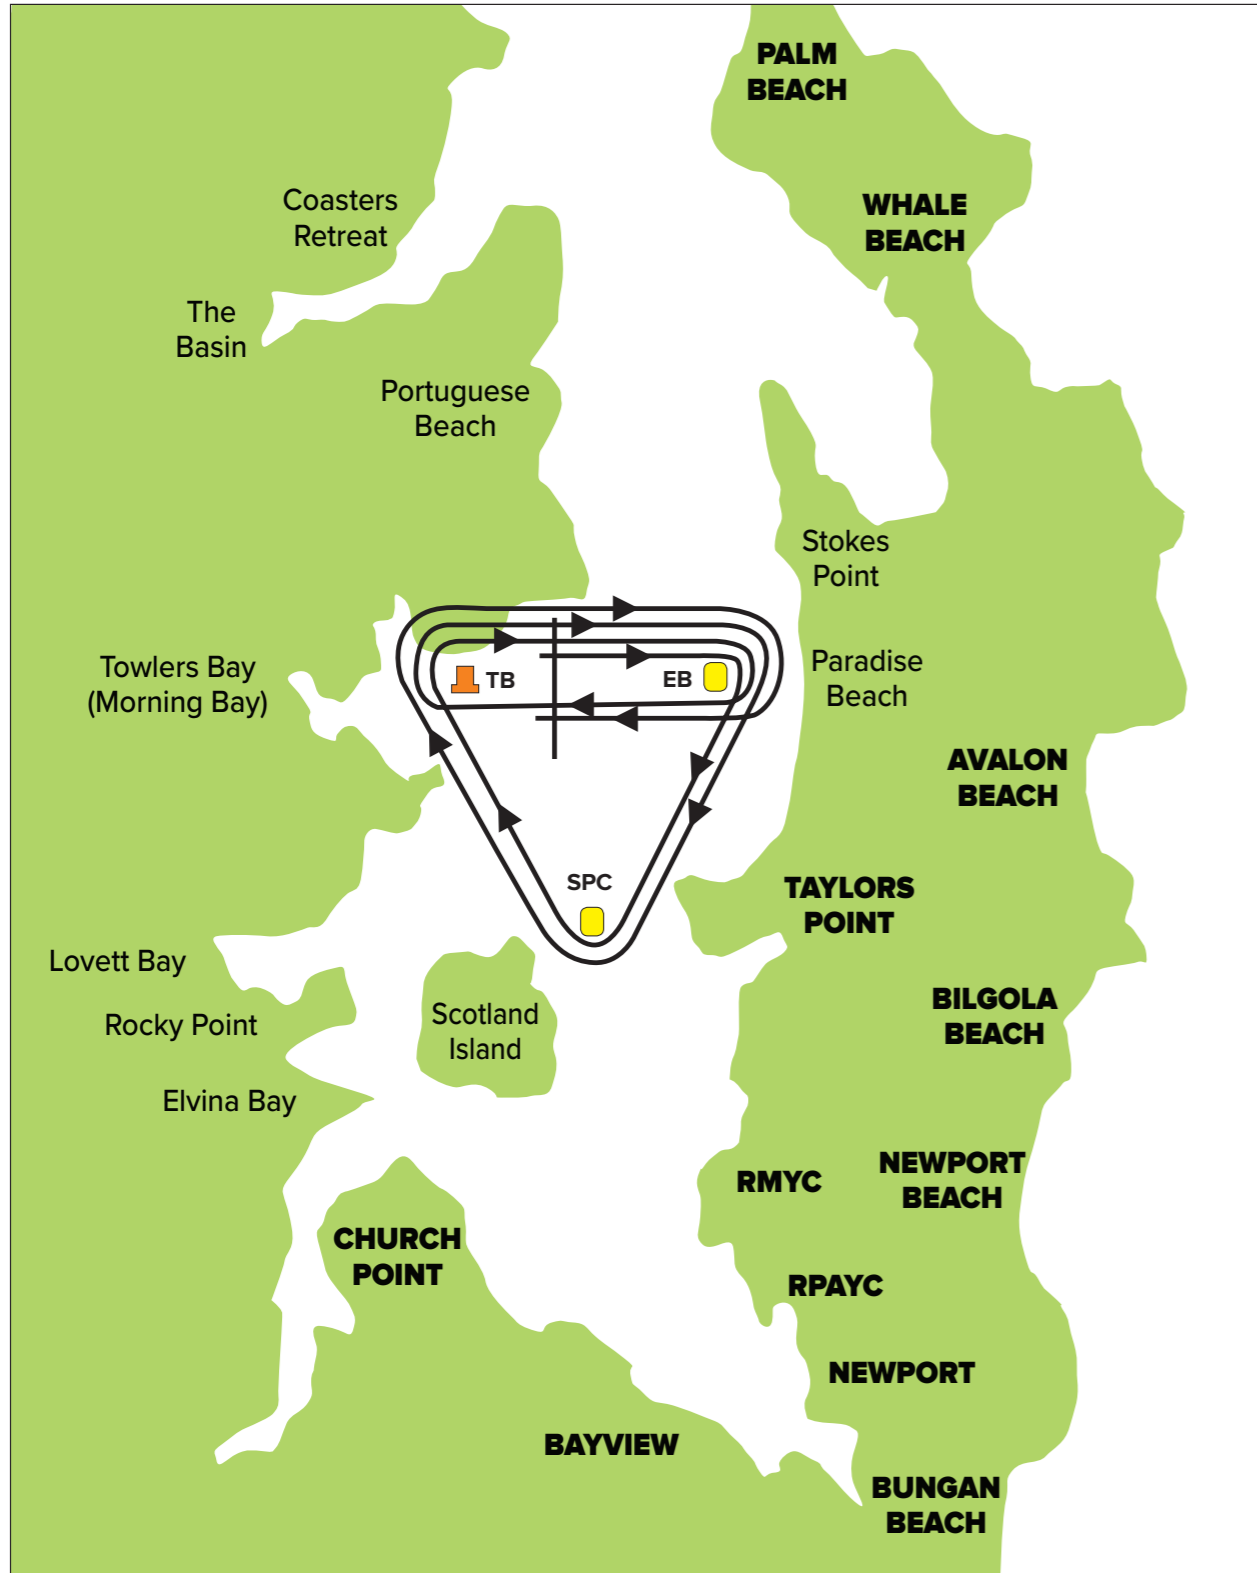 PALM
BEACH
WHALE
BEACH
Coasters
Retreat
The
Basin
Portuguese
Beach
Stokes
Point
Towlers Bay
(Morning Bay)
TB
EB
Paradise
Beach
AVALON
BEACH
SPC
TAYLORS
POINT
Lovett Bay
Rocky Point
Scotland
Island
BILGOLA
BEACH
Elvina Bay
RMYC
NEWPORT
BEACH
CHURCH
POINT
RPAYC
NEWPORT
BAYVIEW
BUNGAN
BEACH